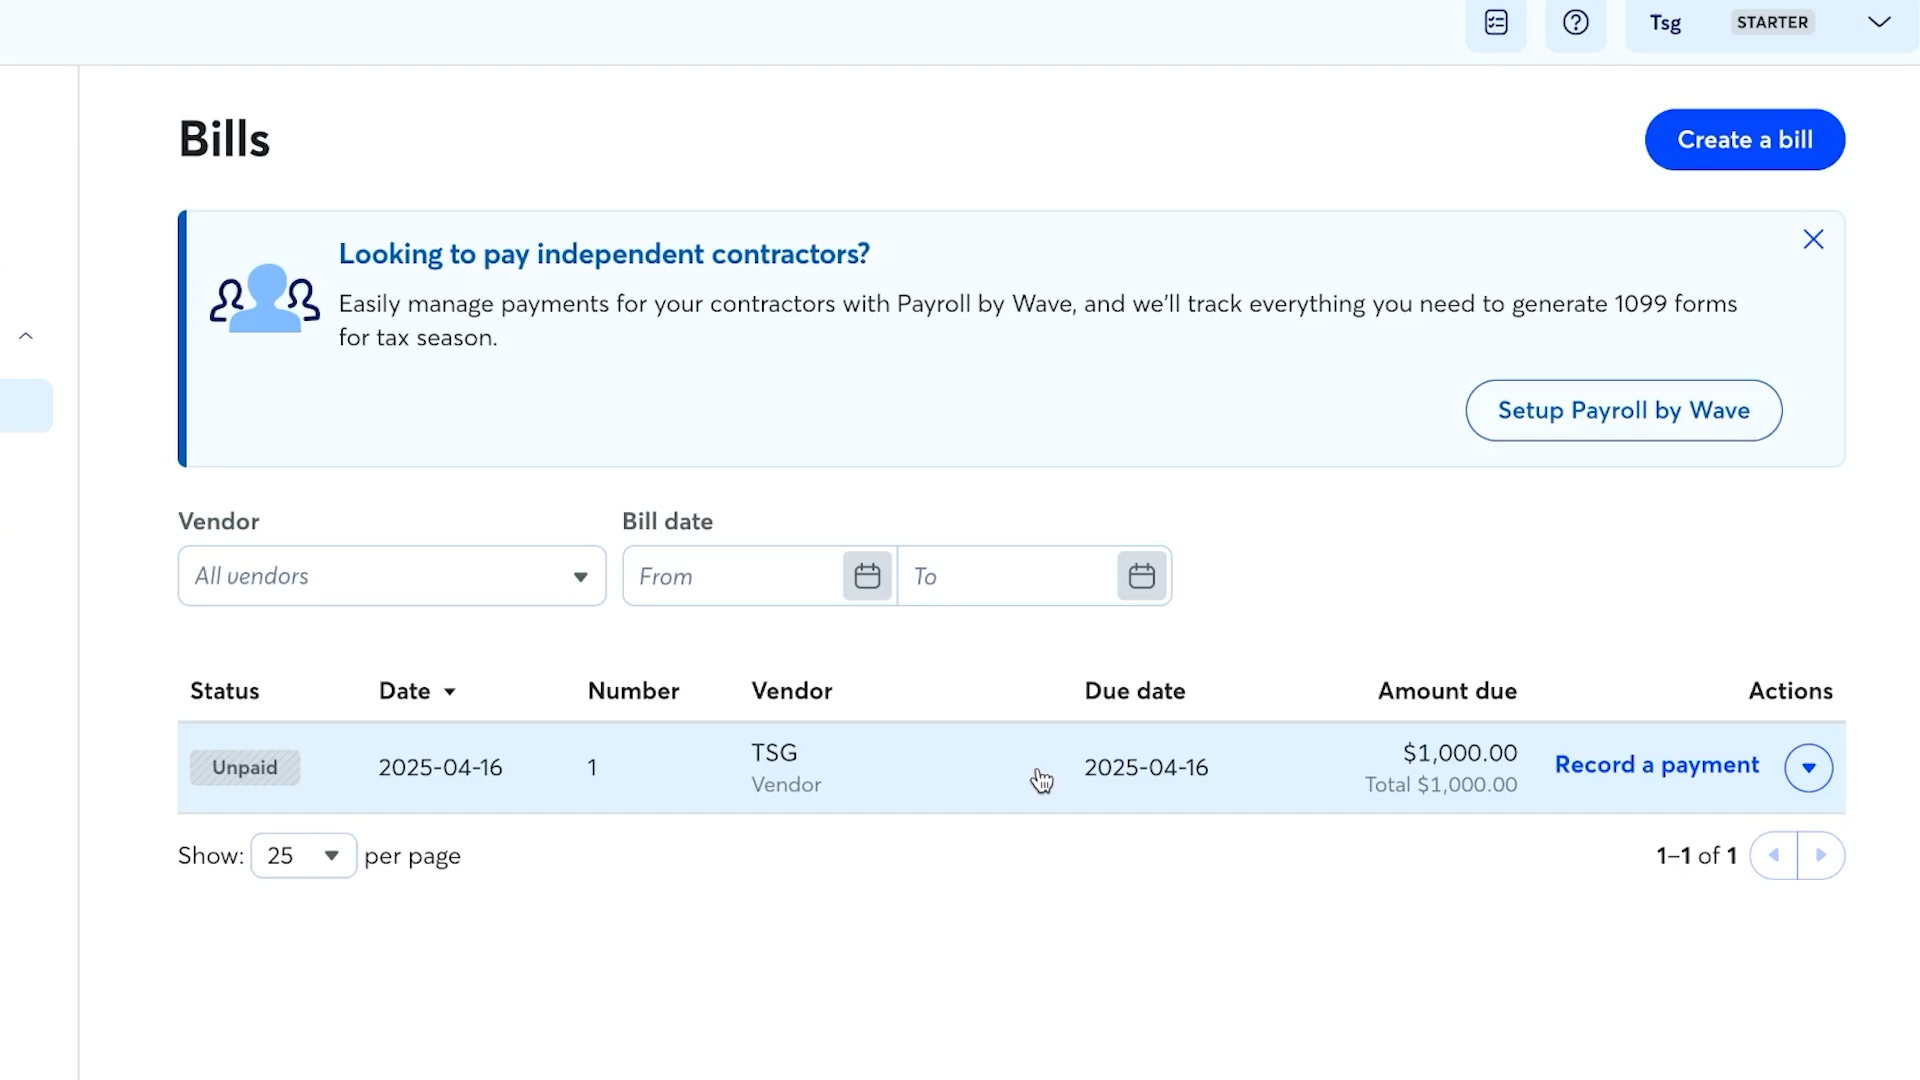 Tsg STARTER
Bills
Create a bill
Looking to pay independent contractors?
Easily manage payments for your contractors with Payroll by Wave, and we'll track everything you need to generate 1099 forms
for tax season.
Setup Payroll by Wave
Vendor Bill date
All vendors From To
Status Date Number Vendor Due date Amount due Actions
Unpaid 2025-04-16 1 TSG 2025-04-16 $1,000.00 Record a payment
Vendor Total $1,000.00
Show: 25 per page 1–1 of 1